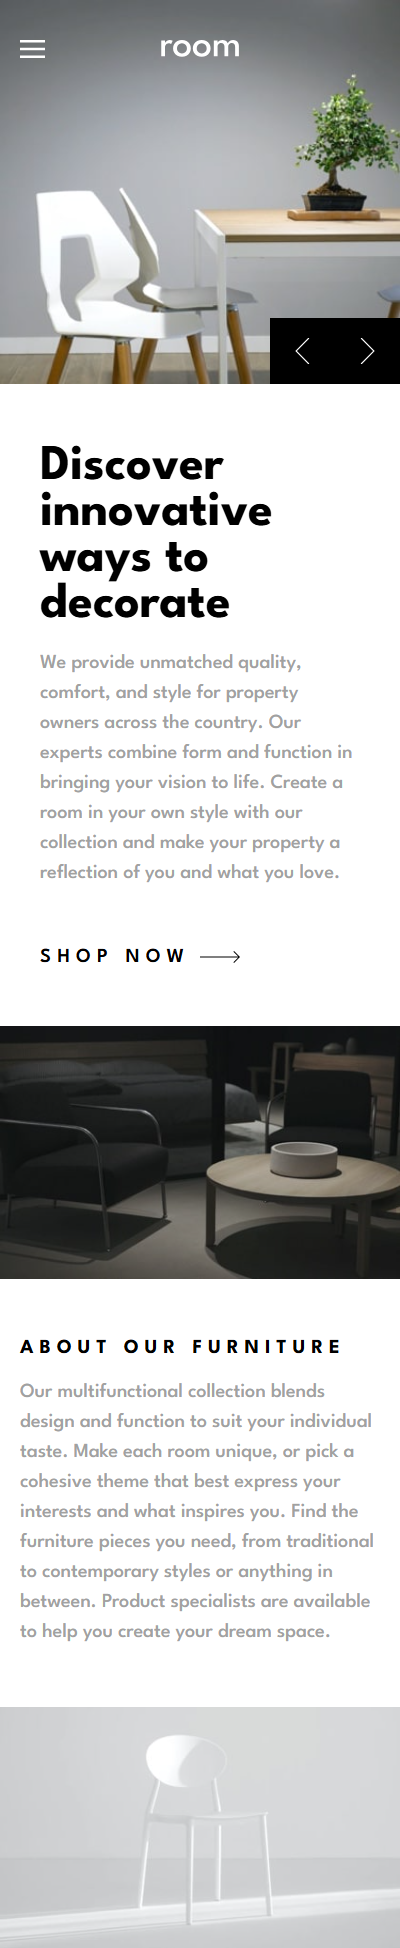 room
Discover
innovative
ways to
decorate
We provide unmatched quality,
comfort, and style for property
owners across the country. Our
experts combine form and function in
bringing your vision to life. Create a
room in your own style with our
collection and make your property a
reflection of you and what you love.
SHOP NOW
ABOUT OUR FURNITURE
Our multifunctional collection blends
design and function to suit your individual
taste. Make each room unique, or pick a
cohesive theme that best express your
interests and what inspires you. Find the
furniture pieces you need, from traditional
to contemporary styles or anything in
between. Product specialists are available
to help you create your dream space.